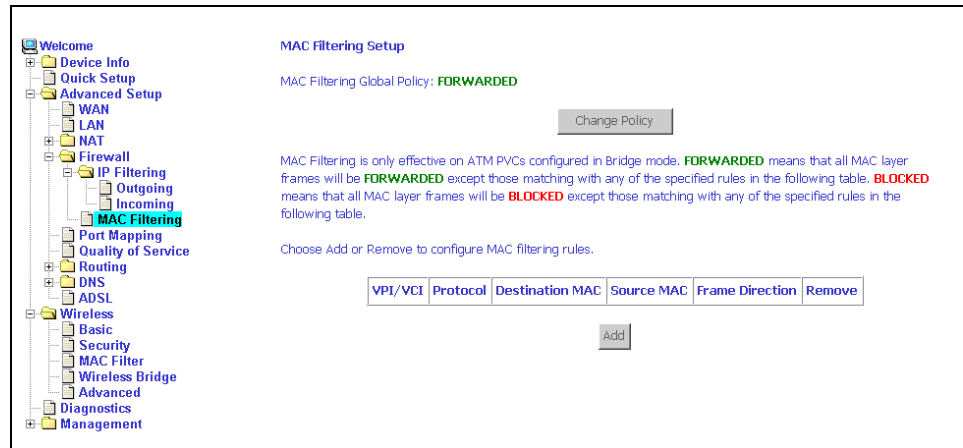 Welcome
Device Info
Quick Setup
Advanced Setup
WAN
LAN
NAT
Firewall
IP Filtering
Outgoing
Incoming
MAC Filtering
Port Mapping
Quality of Service
Routing
DNS
ADSL
Wireless
Basic
Security
MAC Filter
Wireless Bridge
Advanced
Diagnostics
Management
MAC Filtering Setup
MAC Filtering Global Policy: FORWARDED
Change Policy
MAC Filtering is only effective on ATM PVCs configured in Bridge mode. FORWARDED means that all MAC layer
frames will be FORWARDED except those matching with any of the specified rules in the following table. BLOCKED
means that all MAC layer frames will be BLOCKED except those matching with any of the specified rules in the
following table.
Choose Add or Remove to configure MAC filtering rules.
VPI/VCI Protocol Destination MAC Source MAC Frame Direction Remove
Add